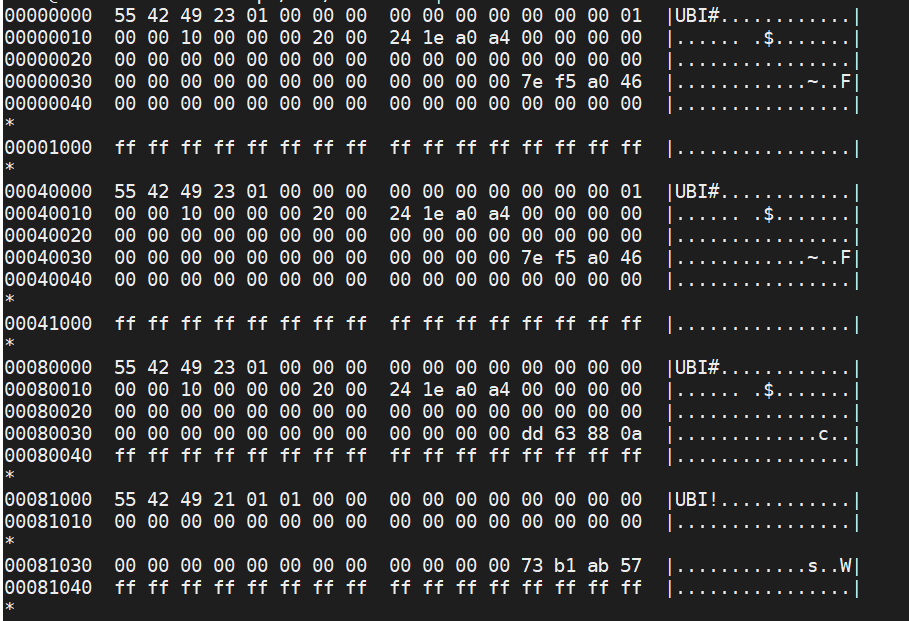 00000000  55 42 49 23 01 00 00 00  00 00 00 00 00 00 00 01  |UBI#............|
00000010  00 00 10 00 00 00 20 00  24 1e a0 a4 00 00 00 00  |...... .$.......|
00000020  00 00 00 00 00 00 00 00  00 00 00 00 00 00 00 00  |................|
00000030  00 00 00 00 00 00 00 00  00 00 00 00 7e f5 a0 46  |............~..F|
00000040  00 00 00 00 00 00 00 00  00 00 00 00 00 00 00 00  |................|
*
00001000  ff ff ff ff ff ff ff ff  ff ff ff ff ff ff ff ff  |................|
*
00040000  55 42 49 23 01 00 00 00  00 00 00 00 00 00 00 01  |UBI#............|
00040010  00 00 10 00 00 00 20 00  24 1e a0 a4 00 00 00 00  |...... .$.......|
00040020  00 00 00 00 00 00 00 00  00 00 00 00 00 00 00 00  |................|
00040030  00 00 00 00 00 00 00 00  00 00 00 00 7e f5 a0 46  |............~..F|
00040040  00 00 00 00 00 00 00 00  00 00 00 00 00 00 00 00  |................|
*
00041000  ff ff ff ff ff ff ff ff  ff ff ff ff ff ff ff ff  |................|
*
00080000  55 42 49 23 01 00 00 00  00 00 00 00 00 00 00 00  |UBI#............|
00080010  00 00 10 00 00 00 20 00  24 1e a0 a4 00 00 00 00  |...... .$.......|
00080020  00 00 00 00 00 00 00 00  00 00 00 00 00 00 00 00  |................|
00080030  00 00 00 00 00 00 00 00  00 00 00 00 dd 63 88 0a  |.............c..|
00080040  ff ff ff ff ff ff ff ff  ff ff ff ff ff ff ff ff  |................|
*
00081000  55 42 49 21 01 01 00 00  00 00 00 00 00 00 00 00  |UBI!............|
00081010  00 00 00 00 00 00 00 00  00 00 00 00 00 00 00 00  |................|
*
00081030  00 00 00 00 00 00 00 00  00 00 00 00 73 b1 ab 57  |............s..W|
00081040  ff ff ff ff ff ff ff ff  ff ff ff ff ff ff ff ff  |................|
*